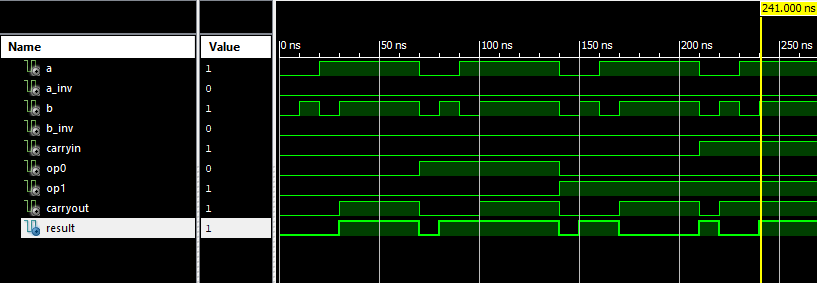 241.000 ns
Name Value
0 ns 50 ns 100 ns 150 ns 200 ns 250 ns
a 1
a_inv 0
b 1
b_inv 0
carryin 1
op0 0
op1 1
carryout 1
result 1